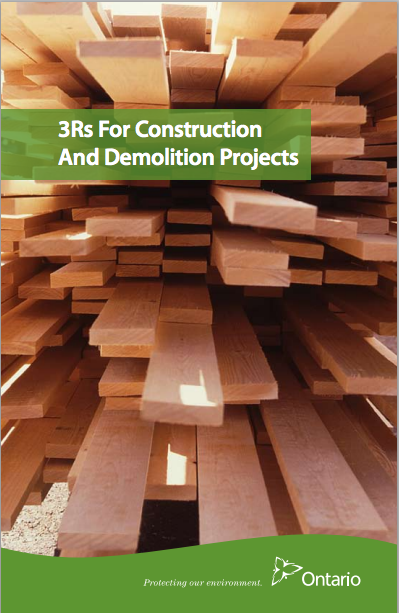 3Rs For Construction
And Demolition Projects
Protecting our environment.
Ontario